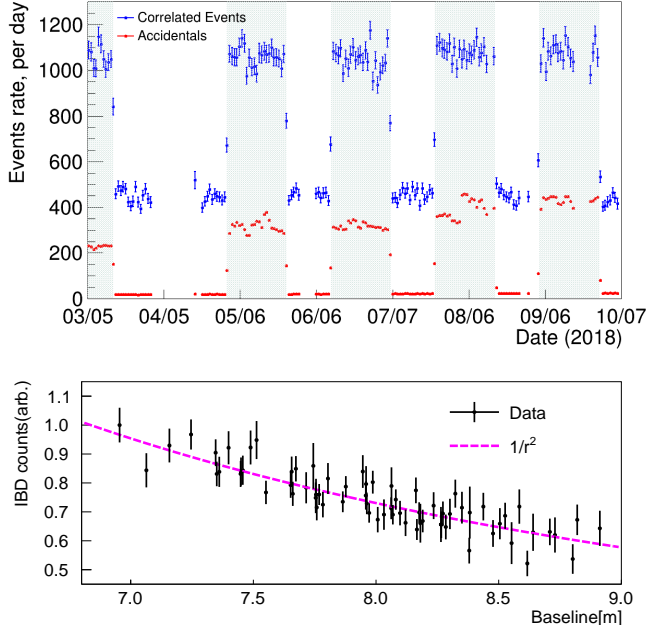 Events rate, per day
1200
1000
800
600
400
200
0
Correlated Events
Accidentals
03/05 04/05 05/06 06/06 07/07 08/06 09/06 10/07
Date (2018)
IBD counts(arb.)
1.1
1.0
0.9
0.8
0.7
0.6
0.5
Data
1/r²
7.0 7.5 8.0 8.5 9.0
Baseline[m]